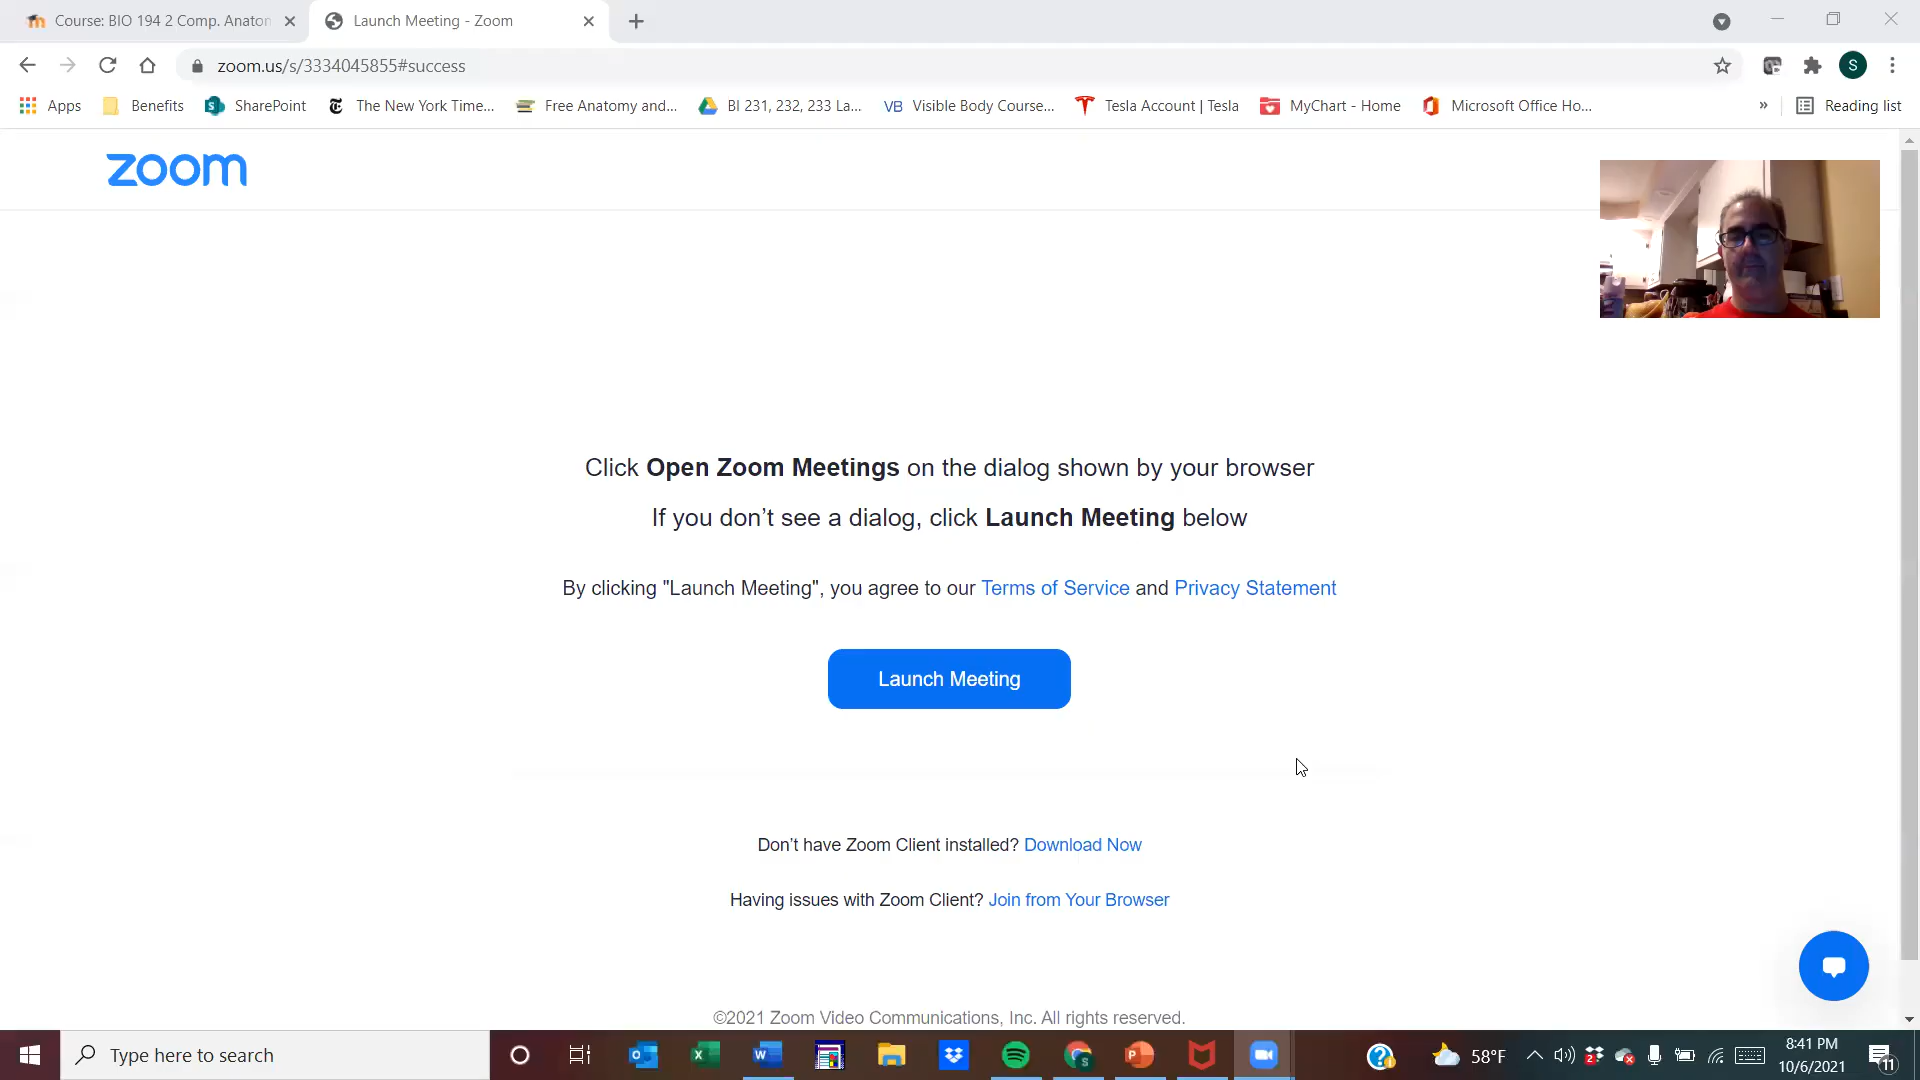 Course: BIO 194 2 Comp. Anaton
Launch Meeting - Zoom
zoom.us/s/3334045855#success
S
Apps
Benefits
SharePoint
The New York Time...
Free Anatomy and...
BI 231, 232, 233 La...
VB Visible Body Course...
Tesla Account | Tesla
MyChart - Home
Microsoft Office Ho...
»
Reading list
zoom
Click Open Zoom Meetings on the dialog shown by your browser
If you don’t see a dialog, click Launch Meeting below
By clicking "Launch Meeting", you agree to our Terms of Service and Privacy Statement
Launch Meeting
Don’t have Zoom Client installed? Download Now
Having issues with Zoom Client? Join from Your Browser
©2021 Zoom Video Communications, Inc. All rights reserved.
Type here to search
58°F
8:41 PM
10/6/2021
11